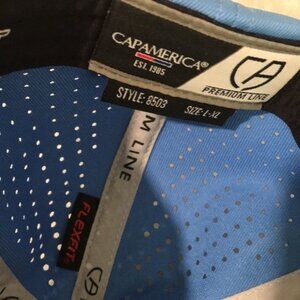 CAPAMERICA®
EST. 1985
CA
PREMIUM LINE
STYLE: 8503
SIZE: L-XL
M LINE
FLEXFIT